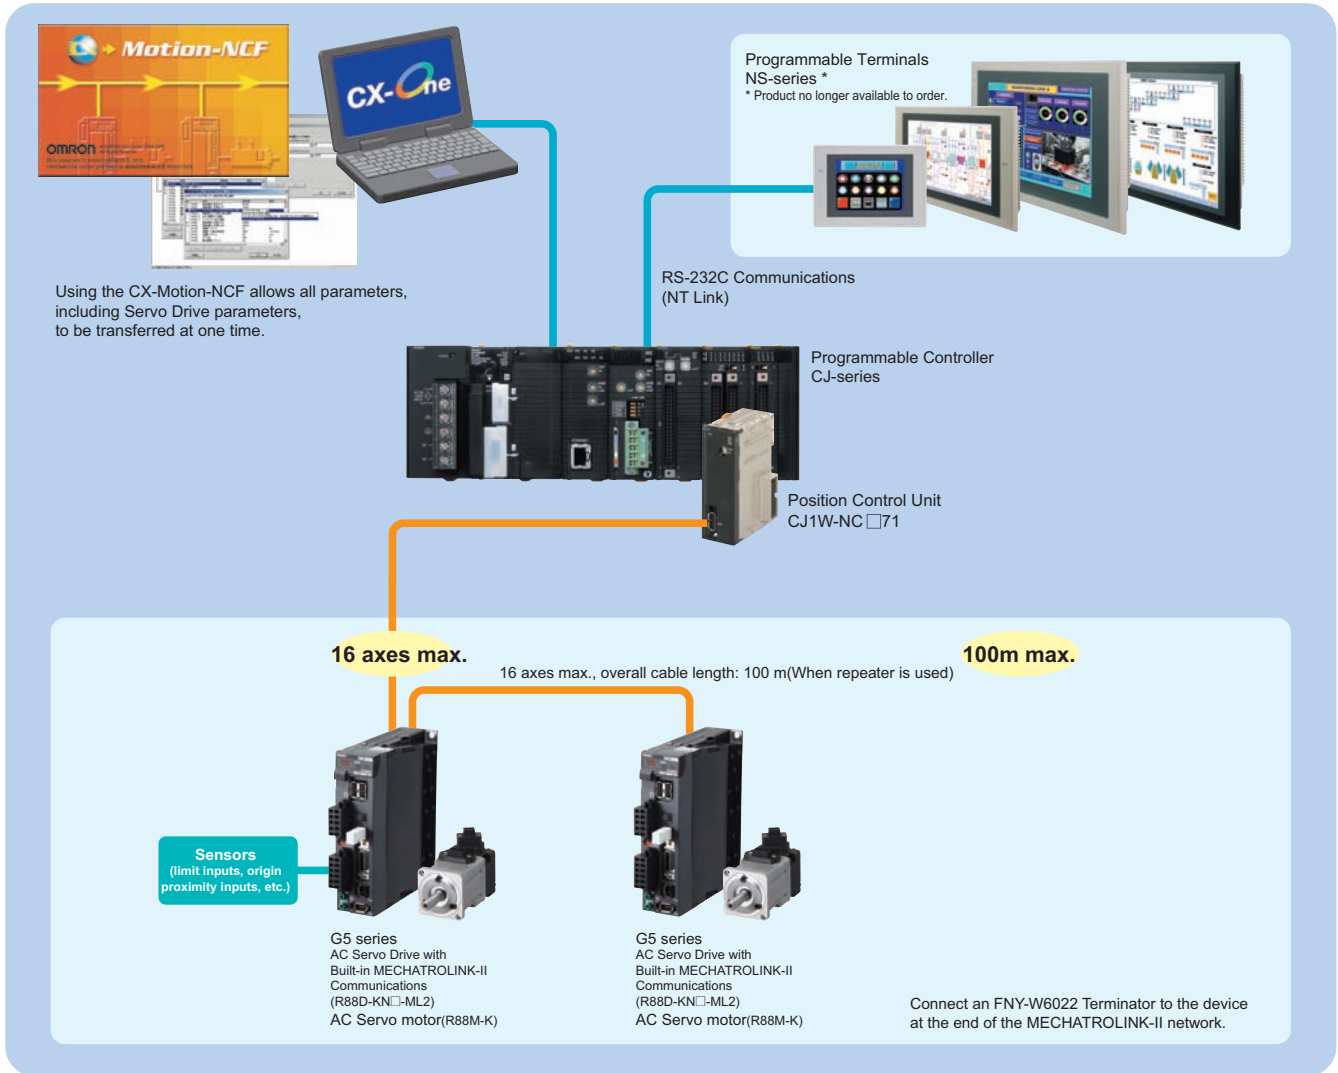 Motion-NCF
OMRON
CX-One
Using the CX-Motion-NCF allows all parameters,
including Servo Drive parameters,
to be transferred at one time.
Programmable Terminals
NS-series *
* Product no longer available to order.
RS-232C Communications
(NT Link)
Programmable Controller
CJ-series
Position Control Unit
CJ1W-NC □71
16 axes max.
100m max.
16 axes max., overall cable length: 100 m(When repeater is used)
Sensors
(limit inputs, origin
proximity inputs, etc.)
G5 series
AC Servo Drive with
Built-in MECHATROLINK-II
Communications
(R88D-KN□-ML2)
AC Servo motor(R88M-K)
G5 series
AC Servo Drive with
Built-in MECHATROLINK-II
Communications
(R88D-KN□-ML2)
AC Servo motor(R88M-K)
Connect an FNY-W6022 Terminator to the device
at the end of the MECHATROLINK-II network.